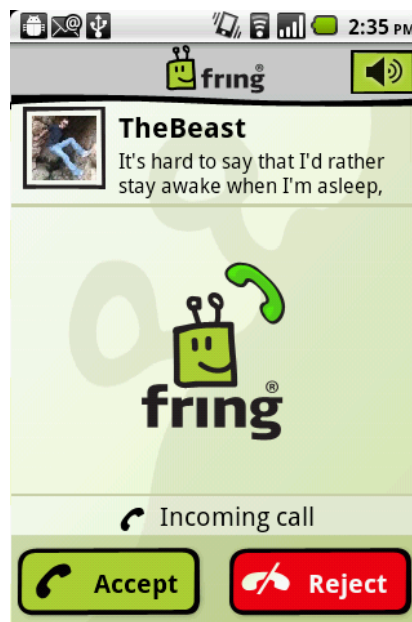 2:35 PM
fring®
TheBeast
It's hard to say that I'd rather
stay awake when I'm asleep,
fring®
Incoming call
Accept
Reject